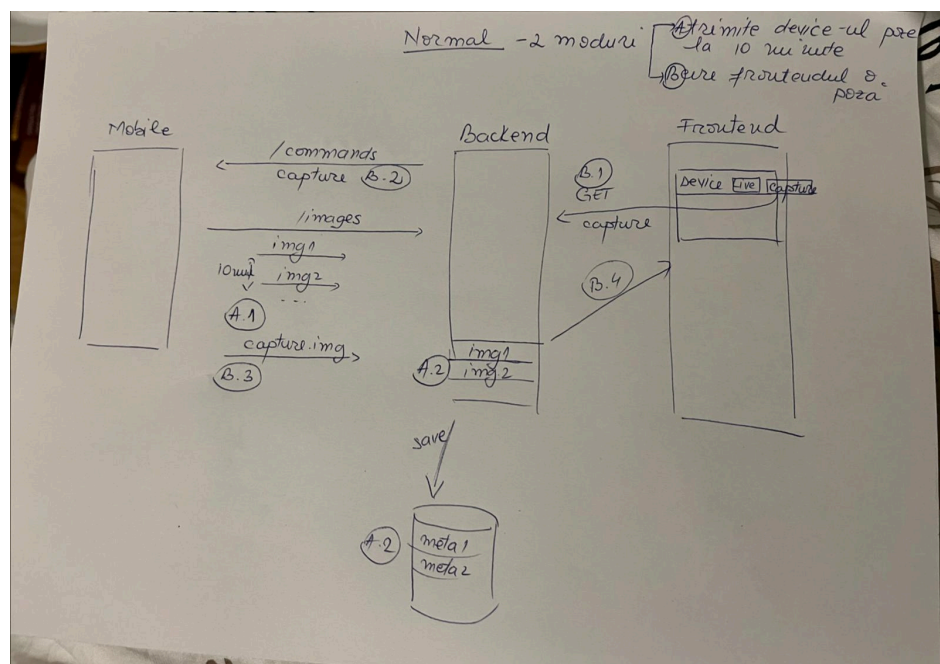 Normal - 2 moduri
A trimite device-ul poze
la 10 minute
B cere frontendul o
poza
Mobile
Backend
Frontend
/commands
capture B.2
B.1
GET
capture
Device Live capture
/images
img1
10min
img2
...
A.1
B.4
capture.img
B.3
img1
A.2 img2
save
A.2
meta1
meta2